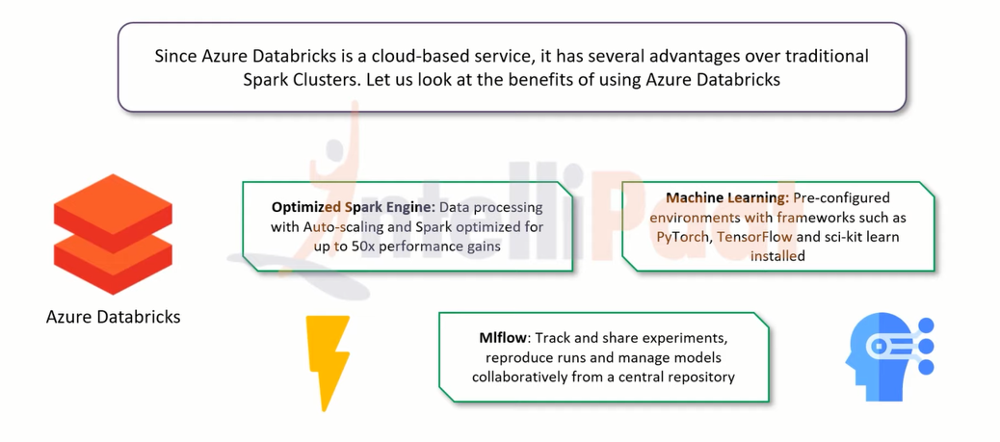 Since Azure Databricks is a cloud-based service, it has several advantages over traditional
Spark Clusters. Let us look at the benefits of using Azure Databricks
Azure Databricks
Optimized Spark Engine: Data processing
with Auto-scaling and Spark optimized for
up to 50x performance gains
Machine Learning: Pre-configured
environments with frameworks such as
PyTorch, TensorFlow and sci-kit learn
installed
Mlflow: Track and share experiments,
reproduce runs and manage models
collaboratively from a central repository
IntelliPaat